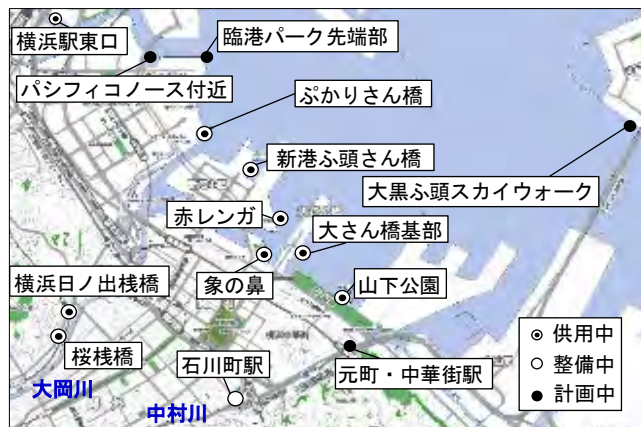 横浜駅東口
臨港パーク先端部
パシフィコノース付近
ぷかりさん橋
新港ふ頭さん橋
大黒ふ頭スカイウォーク
赤レンガ
大さん橋基部
横浜日ノ出桟橋
象の鼻
山下公園
桜桟橋
石川町駅
元町・中華街駅
大岡川
中村川
供用中
整備中
計画中